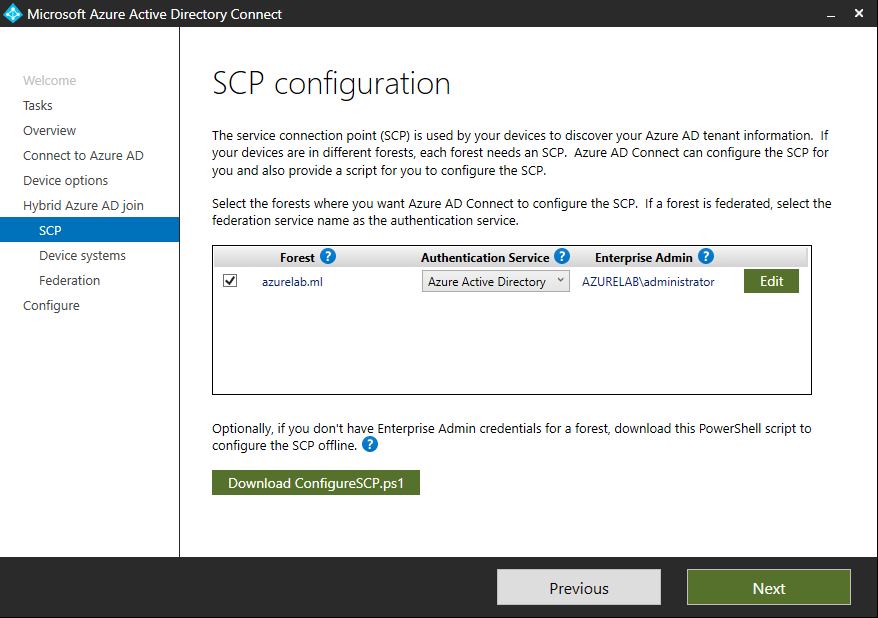 Microsoft Azure Active Directory Connect
Welcome
Tasks
Overview
Connect to Azure AD
Device options
Hybrid Azure AD join
SCP
Device systems
Federation
Configure
SCP configuration
The service connection point (SCP) is used by your devices to discover your Azure AD tenant information.  If
your devices are in different forests, each forest needs an SCP.  Azure AD Connect can configure the SCP for
you and also provide a script for you to configure the SCP.
Select the forests where you want Azure AD Connect to configure the SCP.  If a forest is federated, select the
federation service name as the authentication service.
Forest ? Authentication Service ? Enterprise Admin ?
azurelab.ml Azure Active Directory AZURELAB\administrator Edit
Optionally, if you don't have Enterprise Admin credentials for a forest, download this PowerShell script to
configure the SCP offline. ?
Download ConfigureSCP.ps1
Previous Next